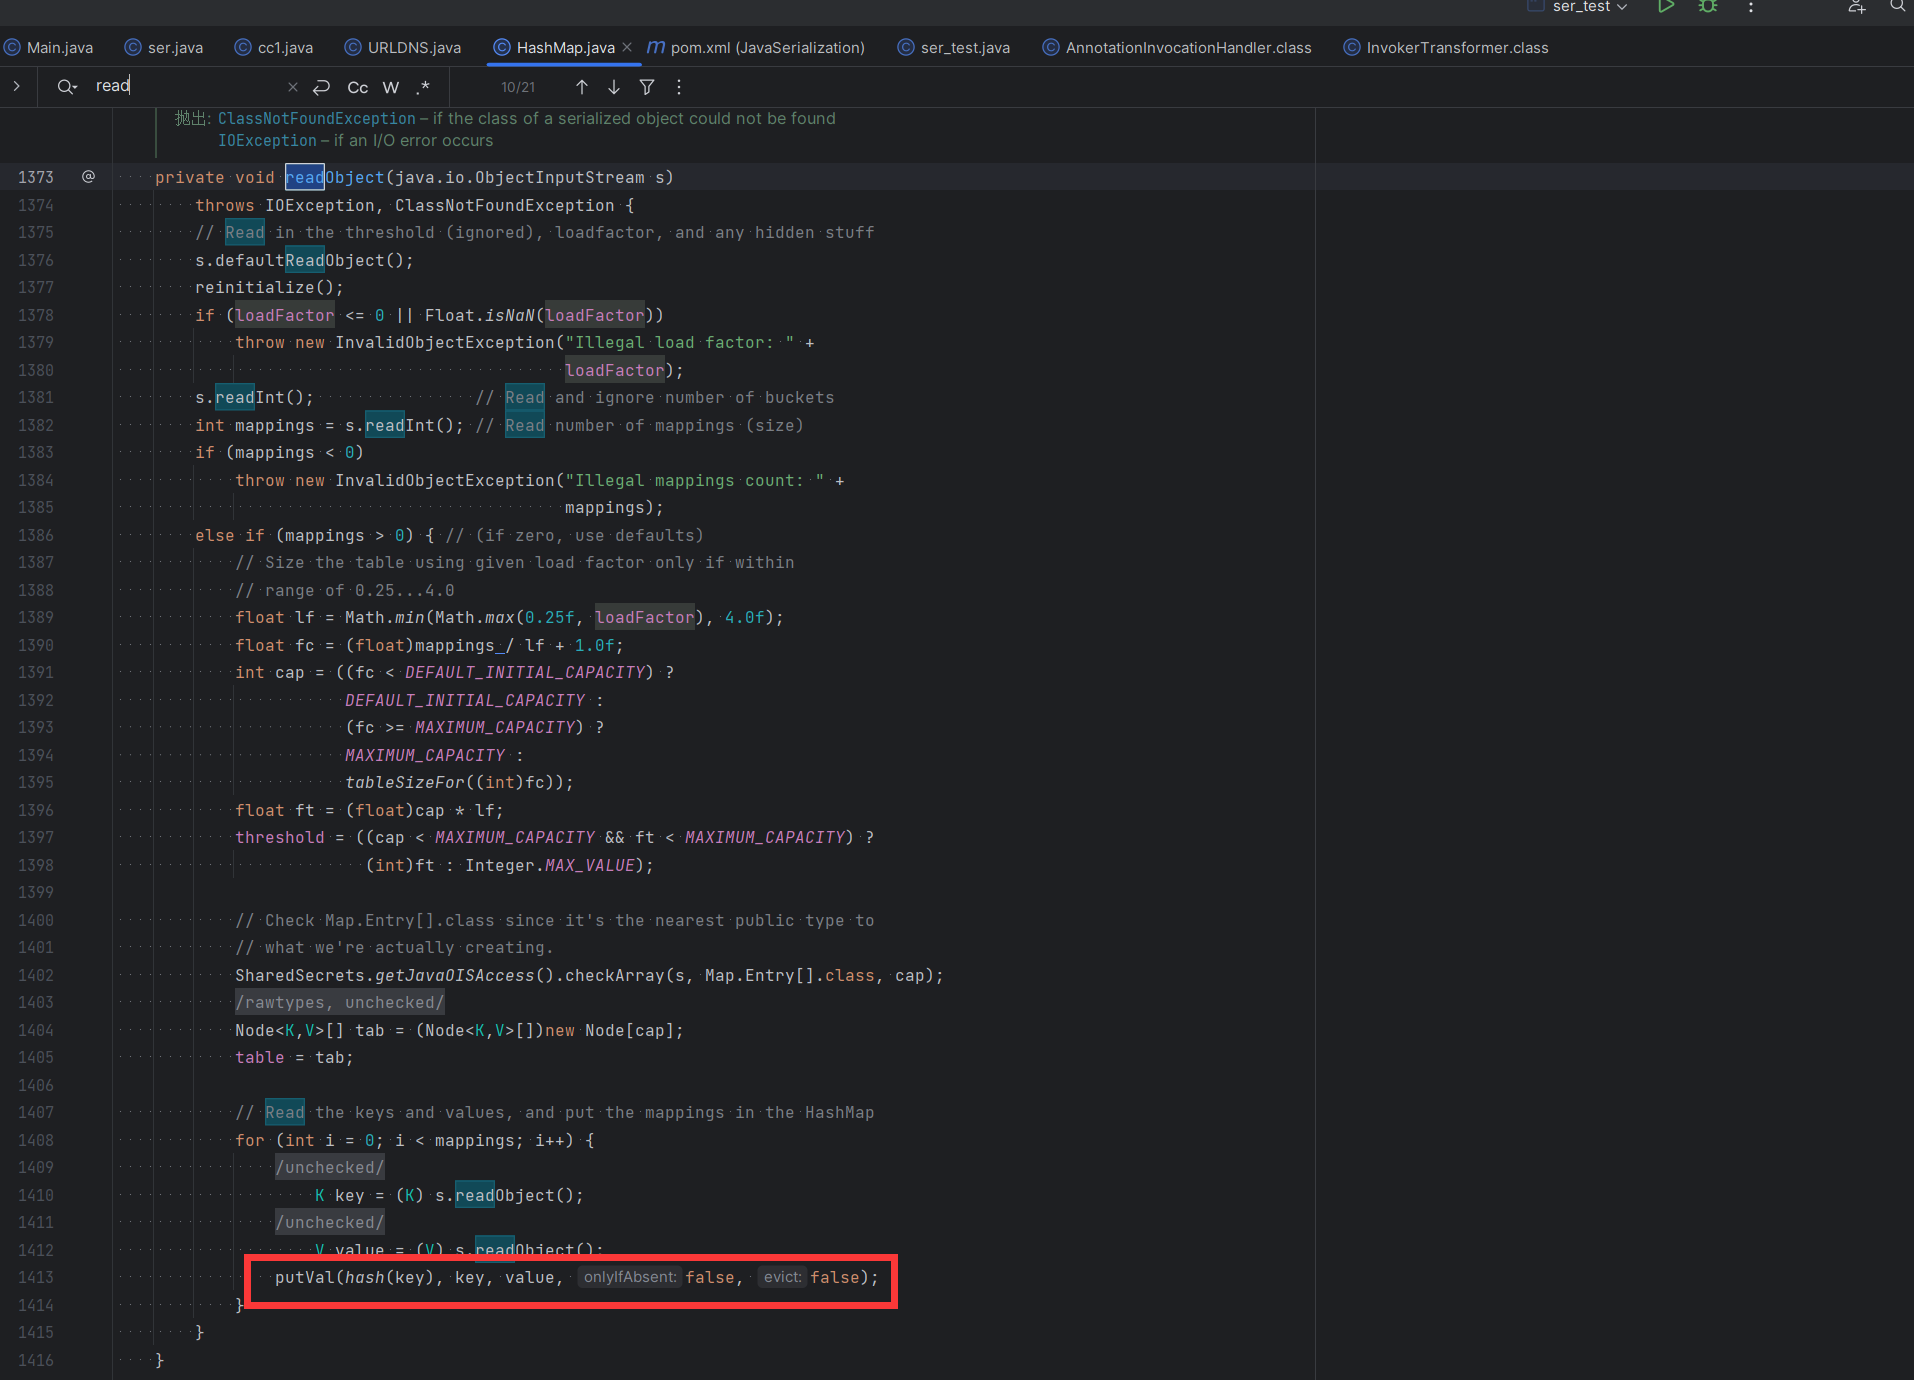 ser_test
Main.java ser.java cc1.java URLDNS.java HashMap.java pom.xml (JavaSerialization) ser_test.java AnnotationInvocationHandler.class InvokerTransformer.class
read Cc W .* 10/21
抛出: ClassNotFoundException – if the class of a serialized object could not be found
IOException – if an I/O error occurs
1373 @ private void readObject(java.io.ObjectInputStream s)
1374 throws IOException, ClassNotFoundException {
1375 // Read in the threshold (ignored), loadfactor, and any hidden stuff
1376 s.defaultReadObject();
1377 reinitialize();
1378 if (loadFactor <= 0 || Float.isNaN(loadFactor))
1379 throw new InvalidObjectException("Illegal load factor: " +
1380 loadFactor);
1381 s.readInt(); // Read and ignore number of buckets
1382 int mappings = s.readInt(); // Read number of mappings (size)
1383 if (mappings < 0)
1384 throw new InvalidObjectException("Illegal mappings count: " +
1385 mappings);
1386 else if (mappings > 0) { // (if zero, use defaults)
1387 // Size the table using given load factor only if within
1388 // range of 0.25...4.0
1389 float lf = Math.min(Math.max(0.25f, loadFactor), 4.0f);
1390 float fc = (float)mappings / lf + 1.0f;
1391 int cap = ((fc < DEFAULT_INITIAL_CAPACITY) ?
1392 DEFAULT_INITIAL_CAPACITY :
1393 (fc >= MAXIMUM_CAPACITY) ?
1394 MAXIMUM_CAPACITY :
1395 tableSizeFor((int)fc));
1396 float ft = (float)cap * lf;
1397 threshold = ((cap < MAXIMUM_CAPACITY && ft < MAXIMUM_CAPACITY) ?
1398 (int)ft : Integer.MAX_VALUE);
1399
1400 // Check Map.Entry[].class since it's the nearest public type to
1401 // what we're actually creating.
1402 SharedSecrets.getJavaOISAccess().checkArray(s, Map.Entry[].class, cap);
1403 /rawtypes, unchecked/
1404 Node<K,V>[] tab = (Node<K,V>[])new Node[cap];
1405 table = tab;
1406
1407 // Read the keys and values, and put the mappings in the HashMap
1408 for (int i = 0; i < mappings; i++) {
1409 /unchecked/
1410 K key = (K) s.readObject();
1411 /unchecked/
1412 V value = (V) s.readObject();
1413 putVal(hash(key), key, value, onlyIfAbsent: false, evict: false);
1414 }
1415 }
1416 }